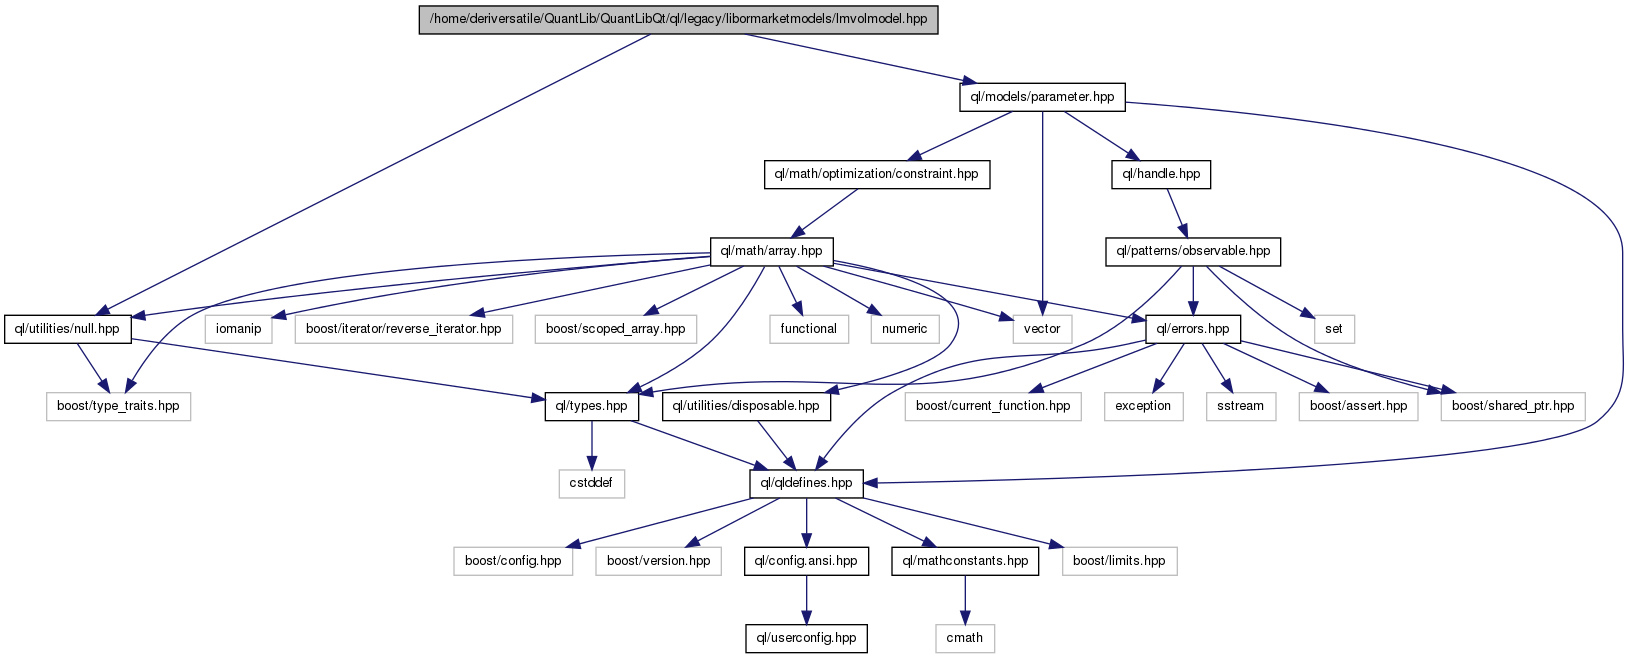 /home/deriversatile/QuantLib/QuantLibQt/ql/legacy/libormarketmodels/lmvolmodel.hpp
ql/models/parameter.hpp
ql/math/optimization/constraint.hpp
ql/handle.hpp
ql/math/array.hpp
ql/patterns/observable.hpp
ql/utilities/null.hpp
iomanip
boost/iterator/reverse_iterator.hpp
boost/scoped_array.hpp
functional
numeric
vector
ql/errors.hpp
set
boost/type_traits.hpp
ql/types.hpp
ql/utilities/disposable.hpp
boost/current_function.hpp
exception
sstream
boost/assert.hpp
boost/shared_ptr.hpp
cstddef
ql/qldefines.hpp
boost/config.hpp
boost/version.hpp
ql/config.ansi.hpp
ql/mathconstants.hpp
boost/limits.hpp
ql/userconfig.hpp
cmath